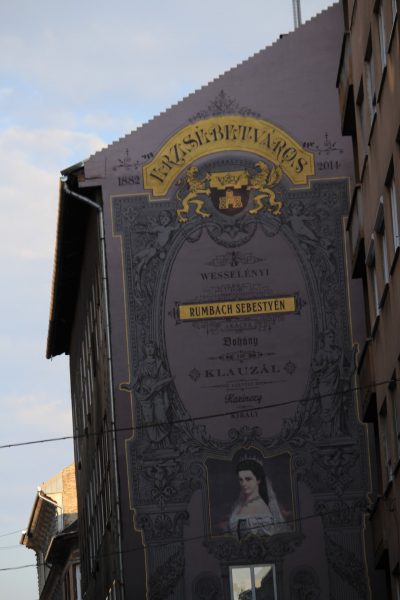 ERZSÉBETVÁROS
1882 2014
WESSELÉNYI
RUMBACH SEBESTYÉN
Dohány
KLAUZÁL
Kazinczy
KIRÁLY